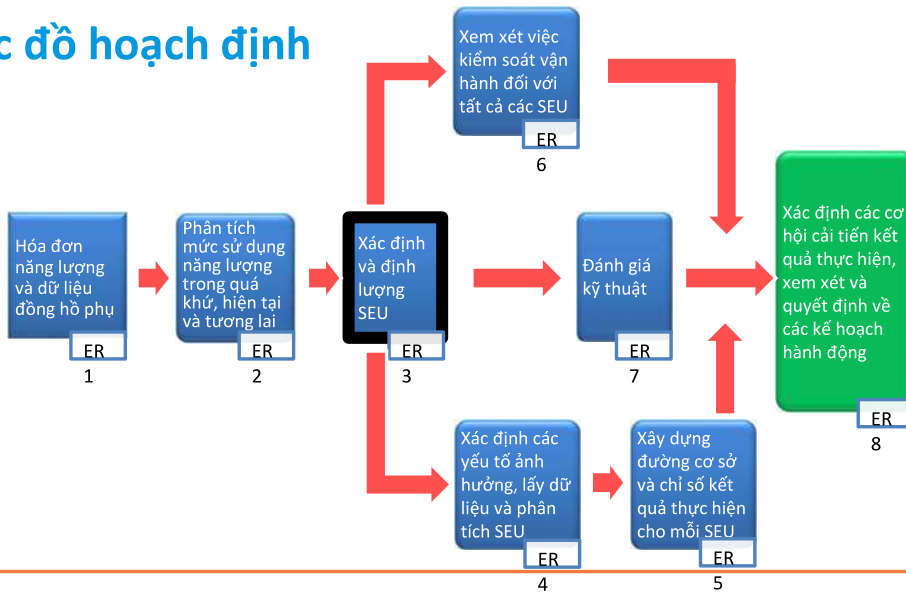 c đồ hoạch định
Xem xét việc
kiểm soát vận
hành đối với
tất cả các SEU
ER
6
Hóa đơn
năng lượng
và dữ liệu
đồng hồ phụ
ER
1
Phân tích
mức sử dụng
năng lượng
trong quá
khứ, hiện tại
và tương lai
ER
2
Xác định
và định
lượng
SEU
ER
3
Đánh giá
kỹ thuật
ER
7
Xác định các cơ
hội cải tiến kết
quả thực hiện,
xem xét và
quyết định về
các kế hoạch
hành động
ER
8
Xác định các
yếu tố ảnh
hưởng, lấy dữ
liệu và phân
tích SEU
ER
4
Xây dựng
đường cơ sở
và chỉ số kết
quả thực hiện
cho mỗi SEU
ER
5